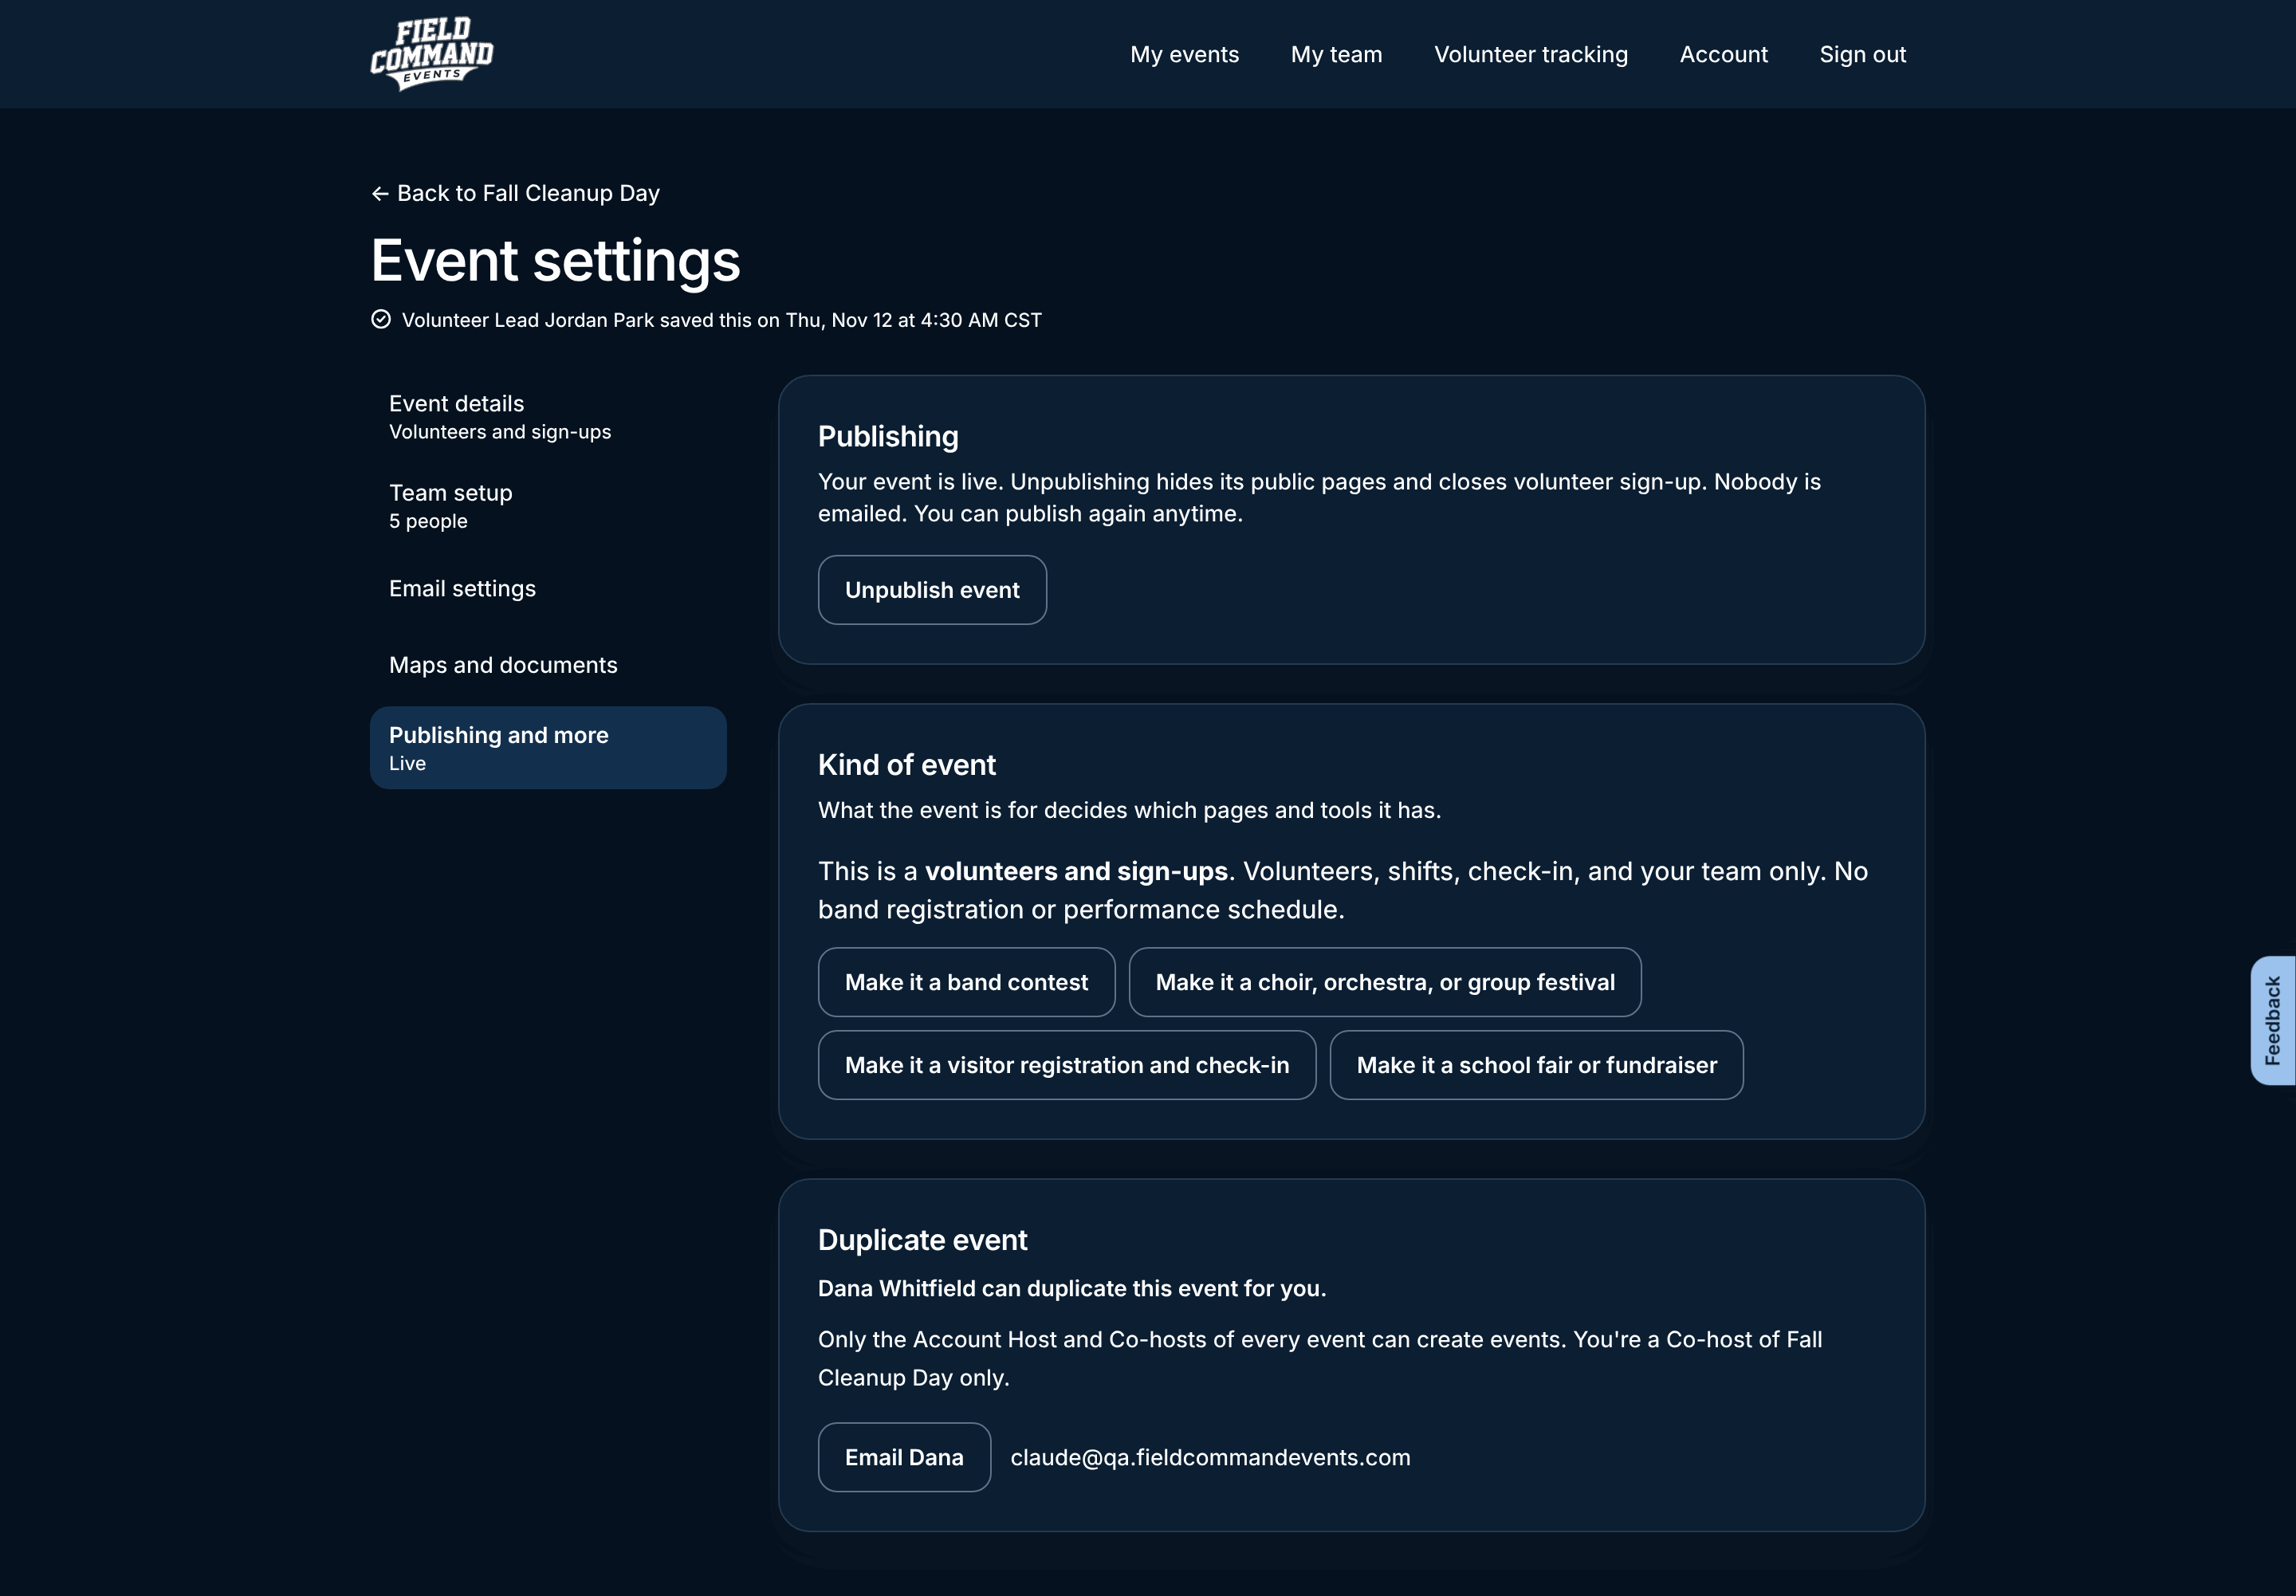 FIELD
COMMAND
EVENTS
My events
My team
Volunteer tracking
Account
Sign out
← Back to Fall Cleanup Day
Event settings
Volunteer Lead Jordan Park saved this on Thu, Nov 12 at 4:30 AM CST
Event details
Volunteers and sign-ups
Team setup
5 people
Email settings
Maps and documents
Publishing and more
Live
Publishing
Your event is live. Unpublishing hides its public pages and closes volunteer sign-up. Nobody is
emailed. You can publish again anytime.
Unpublish event
Kind of event
What the event is for decides which pages and tools it has.
This is a volunteers and sign-ups. Volunteers, shifts, check-in, and your team only. No
band registration or performance schedule.
Make it a band contest
Make it a choir, orchestra, or group festival
Make it a visitor registration and check-in
Make it a school fair or fundraiser
Duplicate event
Dana Whitfield can duplicate this event for you.
Only the Account Host and Co-hosts of every event can create events. You're a Co-host of Fall
Cleanup Day only.
Email Dana
claude@qa.fieldcommandevents.com
Feedback